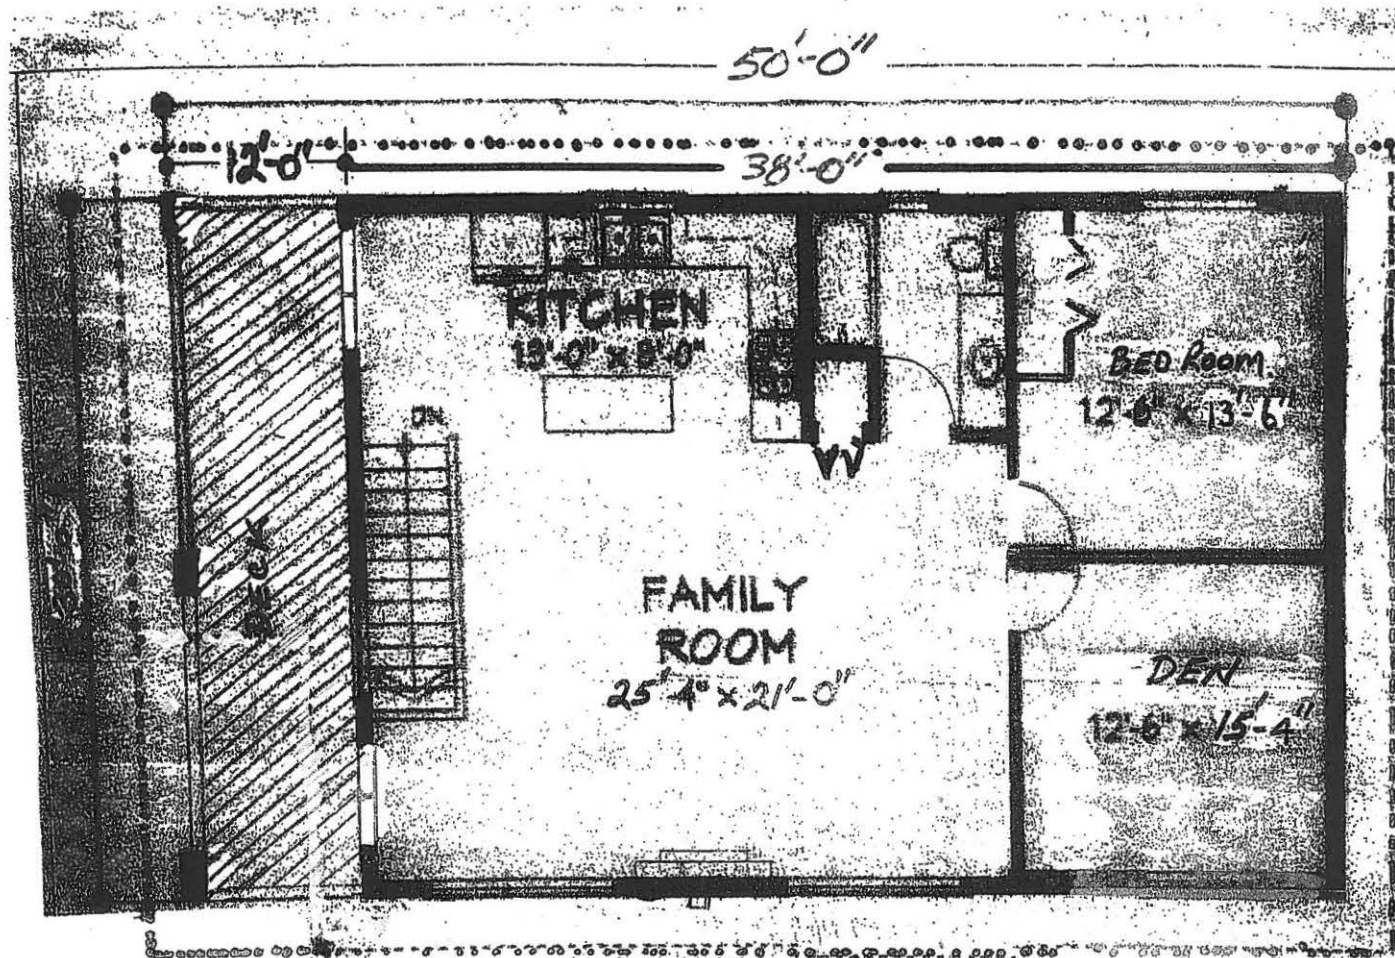 50'-0"
12'-0"
38'-0"
KITCHEN
13'-0" x 8'-0"
BED ROOM
12'-6" x 13'-6"
DN
DECK
FAMILY
ROOM
25'-4" x 21'-0"
DEN
12'-6" x 15'-4"